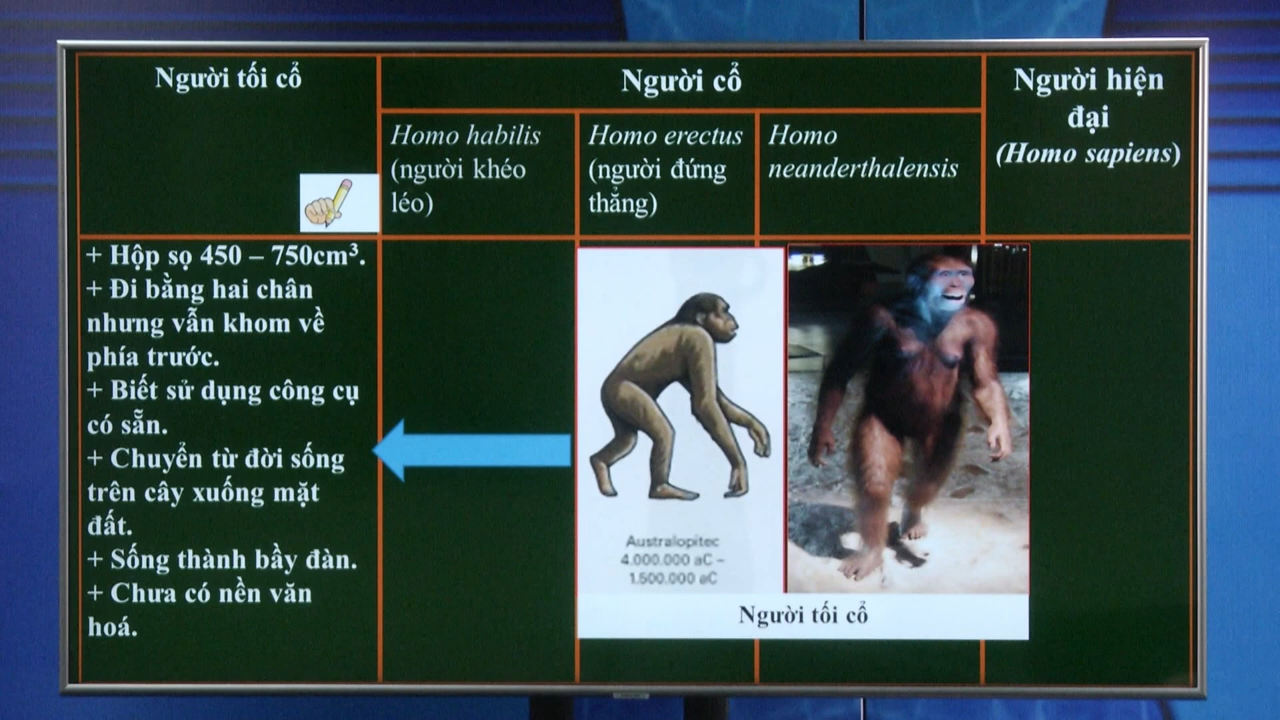 Người tối cổ
Người cổ
Người hiện
đại
(Homo sapiens)
Homo habilis
(người khéo
léo)
Homo erectus
(người đứng
thẳng)
Homo
neanderthalensis
+ Hộp sọ 450 – 750cm³.
+ Đi bằng hai chân
nhưng vẫn khom về
phía trước.
+ Biết sử dụng công cụ
có sẵn.
+ Chuyển từ đời sống
trên cây xuống mặt
đất.
+ Sống thành bầy đàn.
+ Chưa có nền văn
hoá.
Australopitec
4.000.000 aC –
1.500.000 aC
Người tối cổ